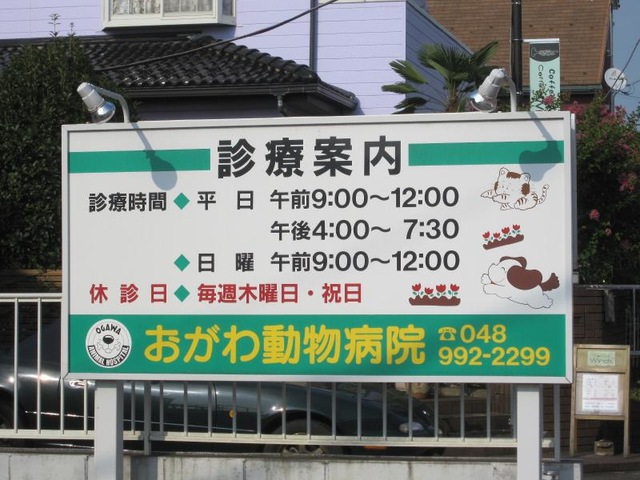 診療案内
診療時間◆平日 午前9:00〜12:00
午後4:00〜 7:30
◆日曜 午前9:00〜12:00
休診日◆毎週木曜日・祝日
OGAWA
ANIMAL HOSPITAL
おがわ動物病院
☎048
992-2299